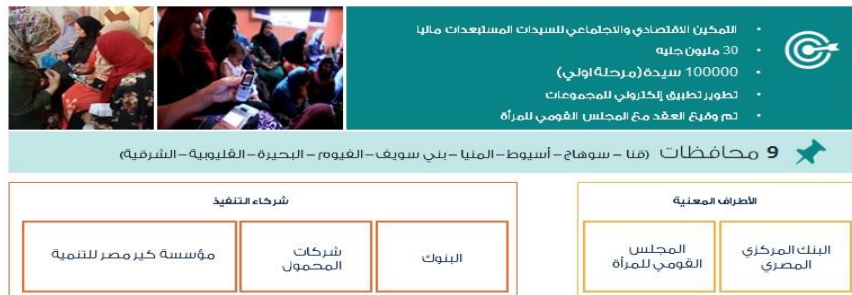 التمكين الاقتصادي والاجتماعي للسيدات المستبعدات ماليا
30 مليون جنيه
100000 سيدة (مرحلة اولي)
تطوير تطبيق إلكتروني للمجموعات
تم وقيع العقد مع المجلس القومي للمرأة
9 محافظات (قنا – سوهاج – أسيوط – المنيا – بني سويف – الفيوم – البحيرة – القليوبية – الشرقية)
الأطراف المعنية
البنك المركزي
المصري
المجلس
القومي للمرأة
شركاء التنفيذ
البنوك
شركات
المحمول
مؤسسة كير مصر للتنمية